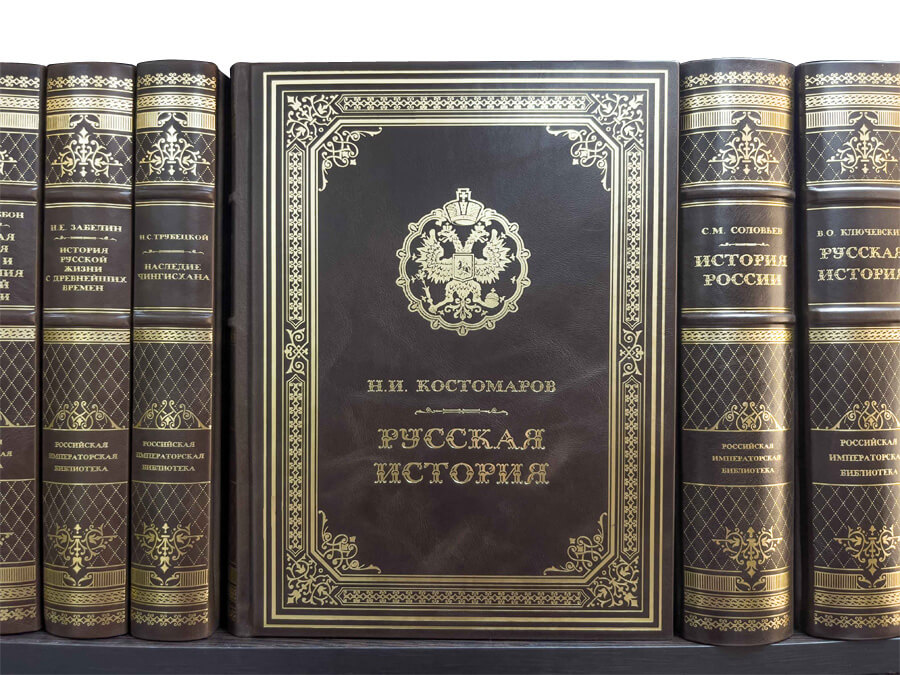 И.Е. ЗАБЕЛИН
ИСТОРИЯ
РУССКОЙ
ЖИЗНИ
С ДРЕВНЕЙШИХ
ВРЕМЕН
РОССИЙСКАЯ
ИМПЕРАТОРСКАЯ
БИБЛИОТЕКА
Н.С. ТРУБЕЦКОЙ
НАСЛЕДИЕ
ЧИНГИСХАНА
РОССИЙСКАЯ
ИМПЕРАТОРСКАЯ
БИБЛИОТЕКА
Н.И. КОСТОМАРОВ
РУССКАЯ
ИСТОРИЯ
С.М. СОЛОВЬЕВ
ИСТОРИЯ
РОССИИ
РОССИЙСКАЯ
ИМПЕРАТОРСКАЯ
БИБЛИОТЕКА
В.О. КЛЮЧЕВСКИ
РУССКАЯ
ИСТОРИЯ
РОССИЙСКАЯ
ИМПЕРАТОРСКАЯ
БИБЛИОТЕКА